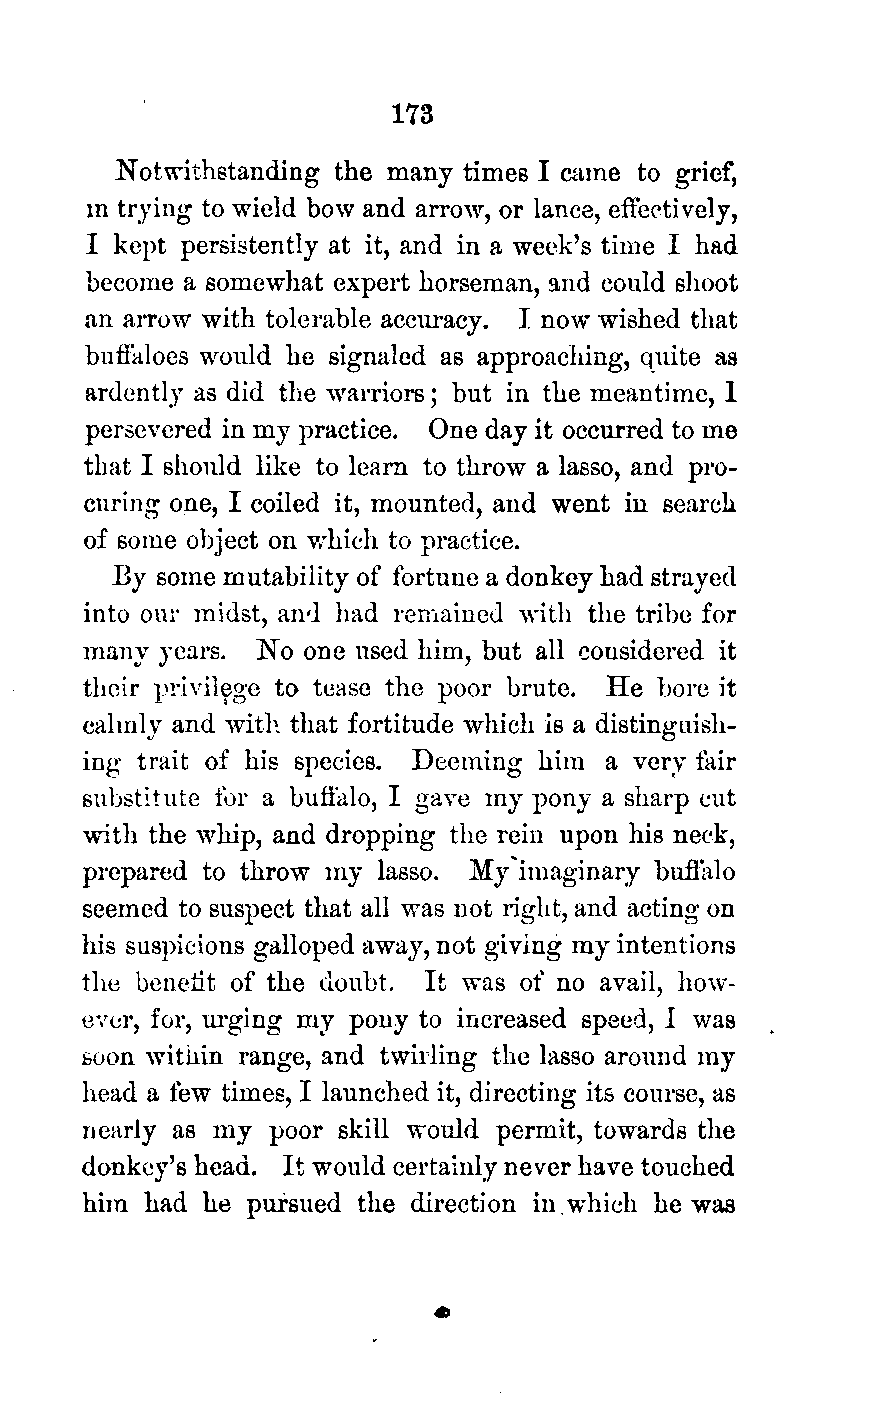 173
Notwithstanding the many times I came to grief,
in trying to wield bow and arrow, or lance, effectively,
I kept persistently at it, and in a week's time I had
become a somewhat expert horseman, and could shoot
an arrow with tolerable accuracy. I now wished that
buffaloes would be signaled as approaching, quite as
ardently as did the warriors; but in the meantime, I
persevered in my practice. One day it occurred to me
that I should like to learn to throw a lasso, and pro-
curing one, I coiled it, mounted, and went in search
of some object on which to practice.
By some mutability of fortune a donkey had strayed
into our midst, and had remained with the tribe for
many years. No one used him, but all considered it
their privilege to tease the poor brute. He bore it
calmly and with that fortitude which is a distinguish-
ing trait of his species. Deeming him a very fair
substitute for a buffalo, I gave my pony a sharp cut
with the whip, and dropping the rein upon his neck,
prepared to throw my lasso. My imaginary buffalo
seemed to suspect that all was not right, and acting on
his suspicions galloped away, not giving my intentions
the benefit of the doubt. It was of no avail, how-
ever, for, urging my pony to increased speed, I was
soon within range, and twirling the lasso around my
head a few times, I launched it, directing its course, as
nearly as my poor skill would permit, towards the
donkey's head. It would certainly never have touched
him had he pursued the direction in which he was